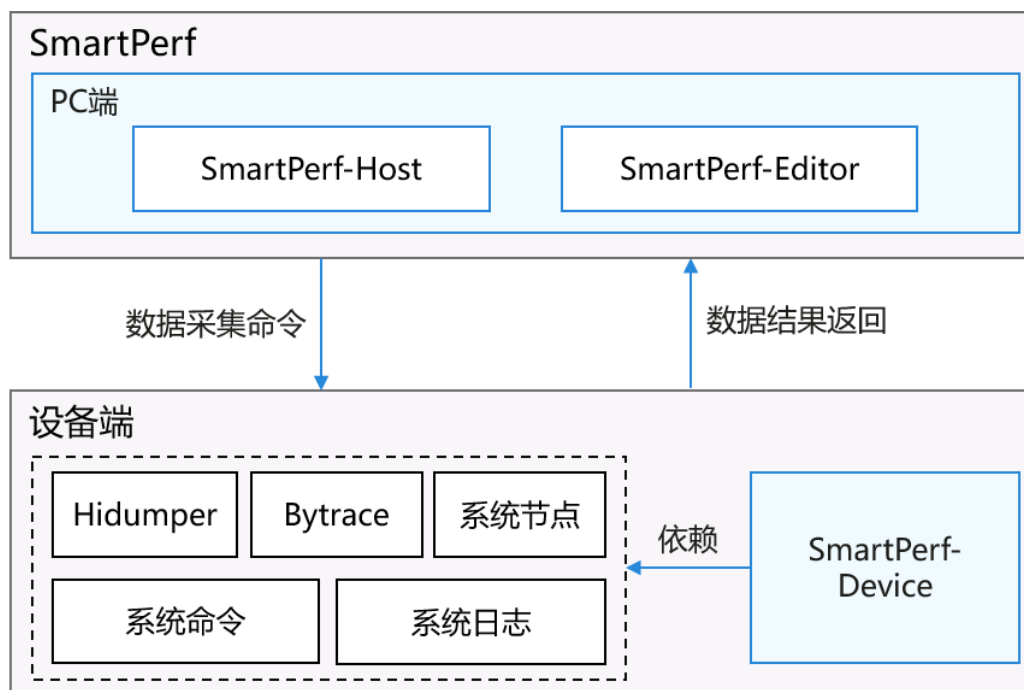 SmartPerf
PC端
SmartPerf-Host
SmartPerf-Editor
数据采集命令
数据结果返回
设备端
Hidumper
Bytrace
系统节点
系统命令
系统日志
依赖
SmartPerf-
Device